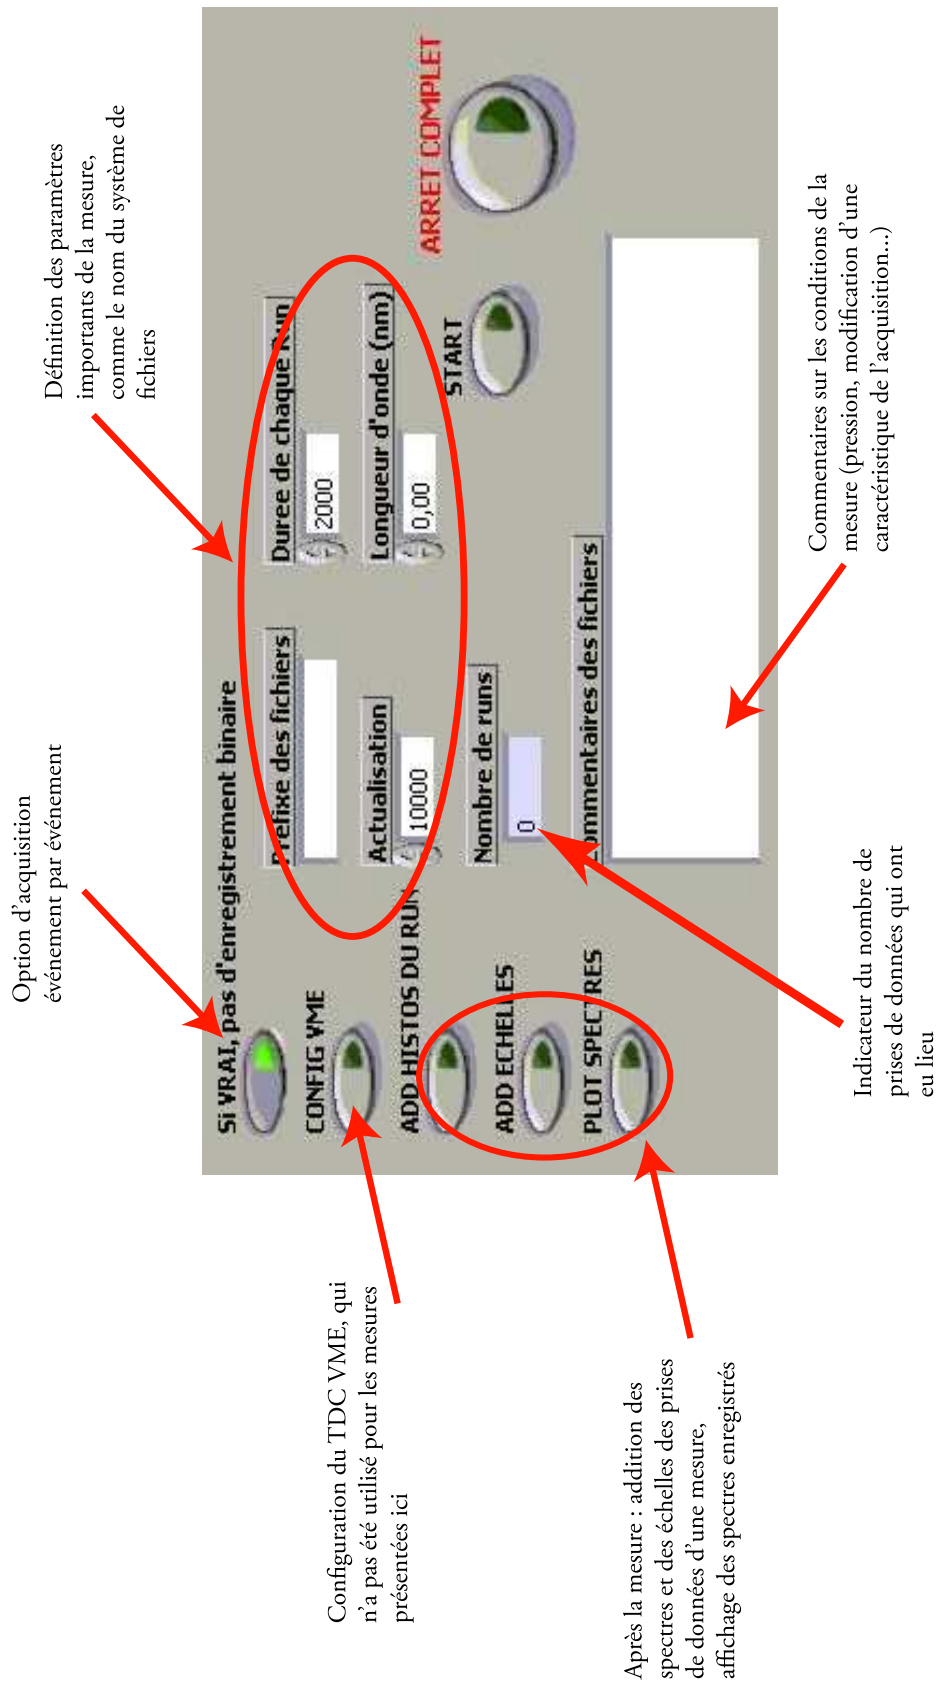 Option d'acquisition
événement par événement
Définition des paramètres
importants de la mesure,
comme le nom du système de
fichiers
Si VRAI, pas d'enregistrement binaire
CONFIG VME
ADD HISTOS DU RUN
ADD ECHELLES
PLOT SPECTRES
Prefixe des fichiers
Duree de chaque Run
2000
Actualisation
10000
Longueur d'onde (nm)
0,00
Nombre de runs
0
START
ARRET COMPLET
Commentaires des fichiers
Configuration du TDC VME, qui
n'a pas été utilisé pour les mesures
présentées ici
Après la mesure : addition des
spectres et des échelles des prises
de données d'une mesure,
affichage des spectres enregistrés
Indicateur du nombre de
prises de données qui ont
eu lieu
Commentaires sur les conditions de la
mesure (pression, modification d'une
caractéristique de l'acquisition...)